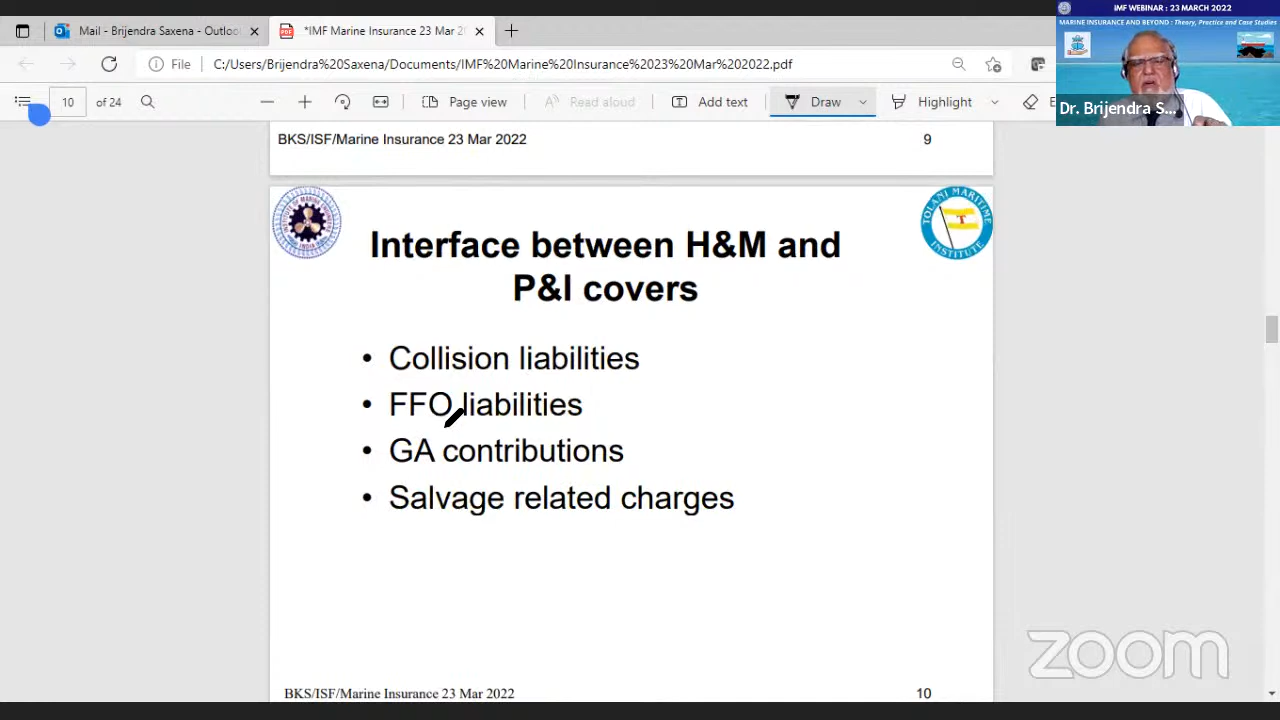 Mail - Brijendra Saxena - Outlool
*IMF Marine Insurance 23 Mar 2
IMF WEBINAR : 23 MARCH 2022
MARINE INSURANCE AND BEYOND : Theory, Practice and Case Studies
File
C:/Users/Brijendra%20Saxena/Documents/IMF%20Marine%20Insurance%2023%20Mar%202022.pdf
10 of 24
Page view
Read aloud
Add text
Draw
Highlight
Dr. Brijendra S...
BKS/ISF/Marine Insurance 23 Mar 2022
9
TOLANI MARITIME
INSTITUTE
Interface between H&M and
P&I covers
• Collision liabilities
• FFO liabilities
• GA contributions
• Salvage related charges
zoom
BKS/ISF/Marine Insurance 23 Mar 2022
10